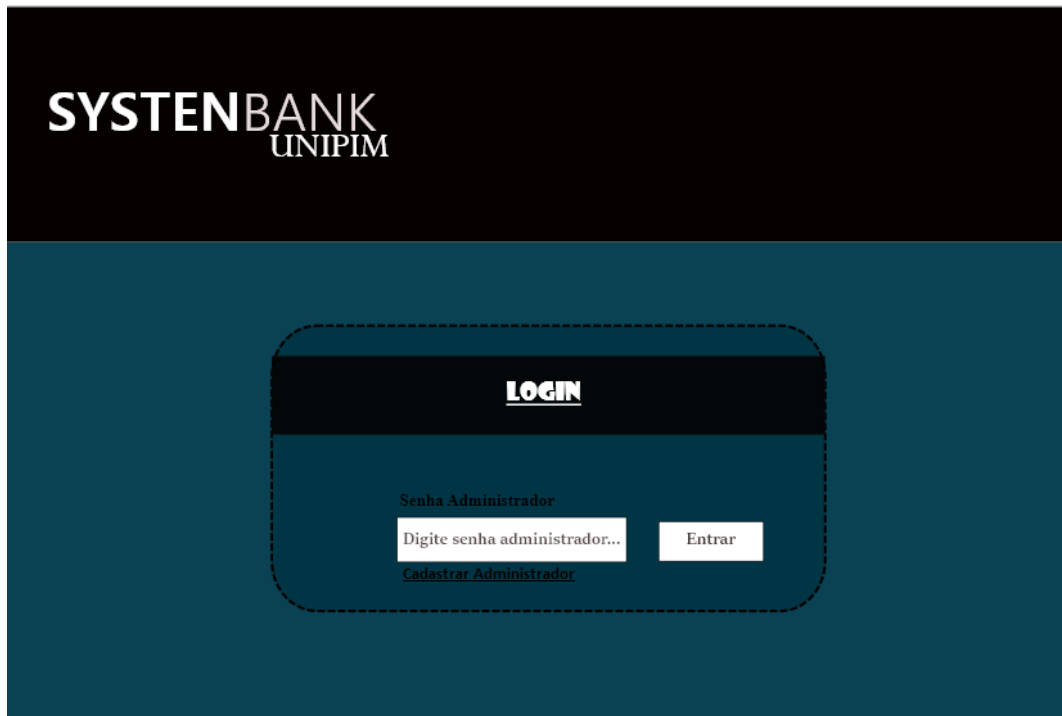 SYSTENBANK
UNIPIM
LOGIN
Senha Administrador
Digite senha administrador...
Entrar
Cadastrar Administrador